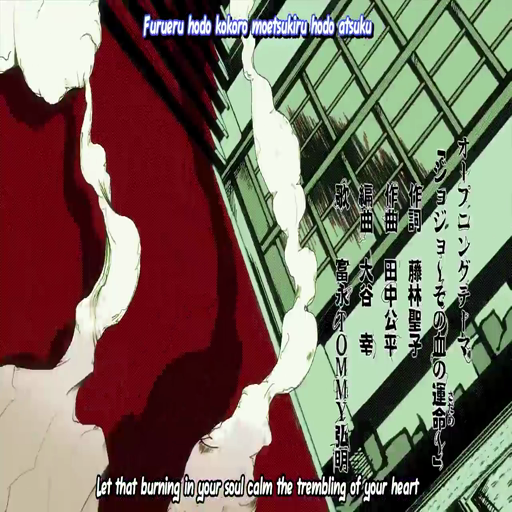 Furueru hodo kokoro moetsukiru hodo atsuku
オープニングテーマ
『ジョジョ～その血の運命～』
さだめ
作詞 藤林聖子
作曲 田中公平
編曲 大谷 幸
歌 富永TOMMY弘明
Let that burning in your soul calm the trembling of your heart